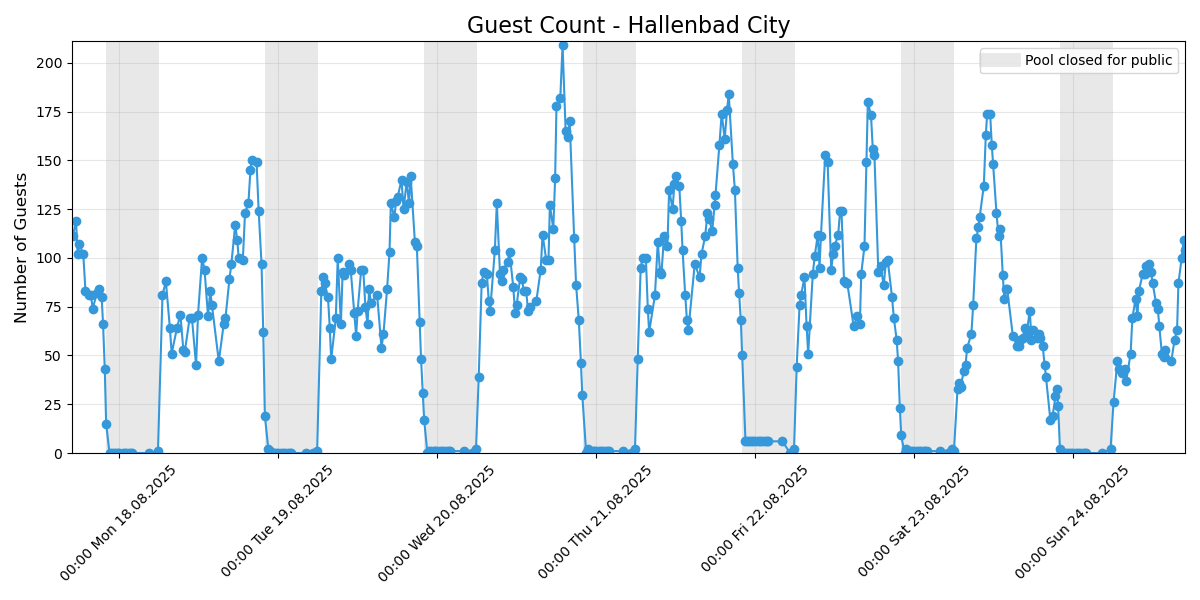 Guest Count - Hallenbad City
Pool closed for public
Number of Guests
200
175
150
125
100
75
50
25
0
00:00 Mon 18.08.2025
00:00 Tue 19.08.2025
00:00 Wed 20.08.2025
00:00 Thu 21.08.2025
00:00 Fri 22.08.2025
00:00 Sat 23.08.2025
00:00 Sun 24.08.2025